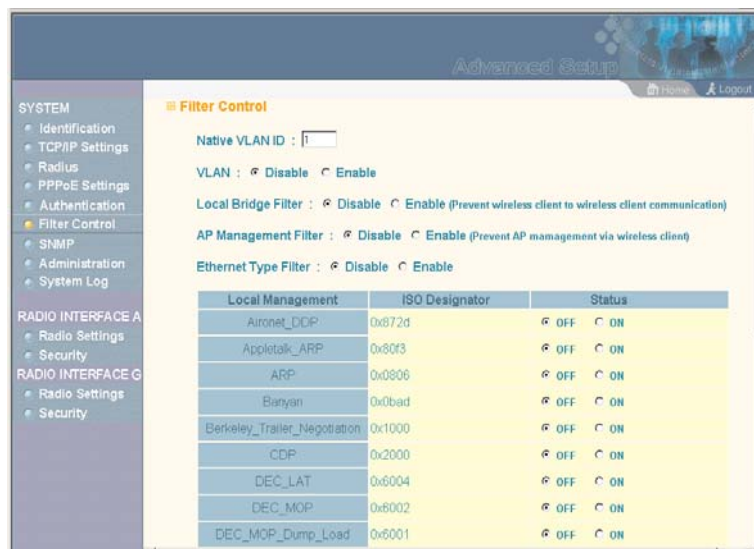 Advanced Setup
Home Logout
SYSTEM
Identification
TCP/IP Settings
Radius
PPPoE Settings
Authentication
Filter Control
SNMP
Administration
System Log
RADIO INTERFACE A
Radio Settings
Security
RADIO INTERFACE G
Radio Settings
Security
Filter Control
Native VLAN ID : 1
VLAN : Disable Enable
Local Bridge Filter : Disable Enable (Prevent wireless client to wireless client communication)
AP Management Filter : Disable Enable (Prevent AP mamagement via wireless client)
Ethernet Type Filter : Disable Enable
Local Management ISO Designator Status
Aironet_DDP 0x872d OFF ON
Appletalk_ARP 0x80f3 OFF ON
ARP 0x0806 OFF ON
Banyan 0x0bad OFF ON
Berkeley_Trailer_Negotiation 0x1000 OFF ON
CDP 0x2000 OFF ON
DEC_LAT 0x6004 OFF ON
DEC_MOP 0x6002 OFF ON
DEC_MOP_Dump_Load 0x6001 OFF ON